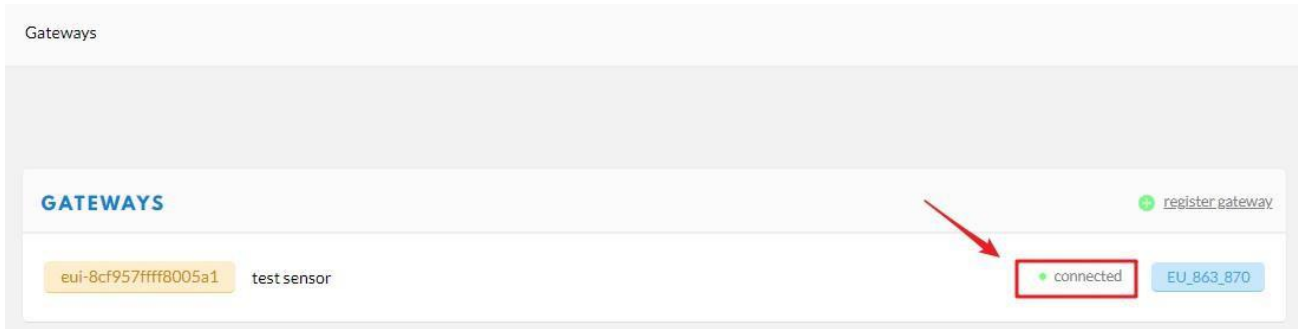 Gateways
GATEWAYS
register gateway
eui-8cf957ffff8005a1 test sensor connected EU_863_870